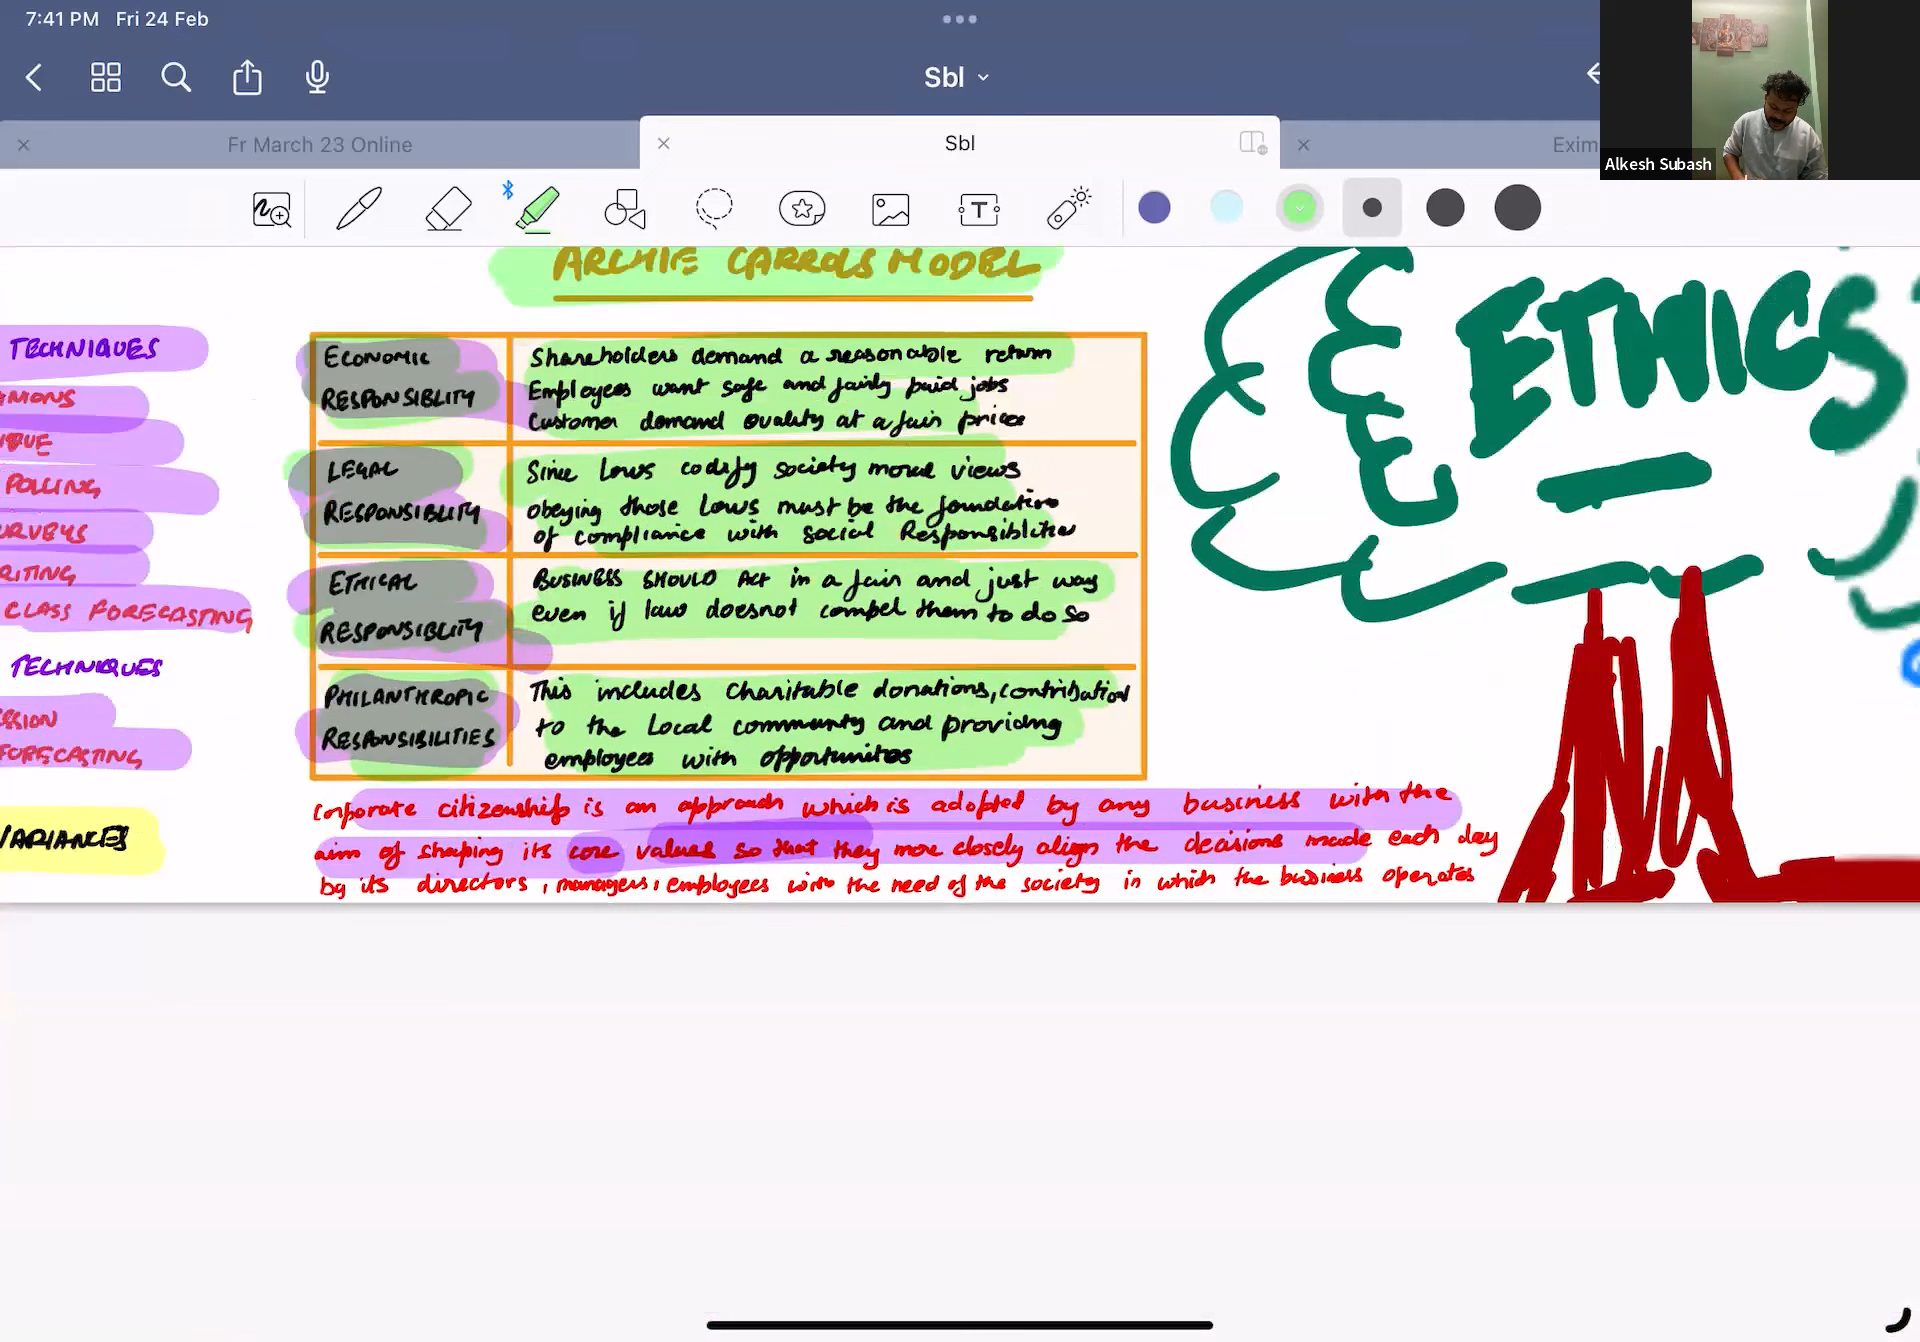 7:41 PM Fri 24 Feb
Sbl
Fr March 23 Online
Sbl
Exim
Alkesh Subash
ARCHIE CARROLS MODEL
TECHNIQUES
POLLING
CLASS FORECASTING
TECHNIQUES
FORECASTING
VARIANCES
ECONOMIC
RESPONSIBLITY
Shareholders demand a reasonable return
Employees want safe and fairly paid jobs
Customer demand quality at a fair price
LEGAL
RESPONSIBLITY
Since Laws codify society moral views
obeying those Laws must be the foundation
of compliance with social Responsiblities
ETHICAL
RESPONSIBLITY
BUSINESS SHOULD ACT in a fair and just way
even if law doesnot compel them to do so
PHILANTHROPIC
RESPONSIBILITIES
This includes charitable donations, contribution
to the Local community and providing
employees with opportunities
Corporate citizenship is an approach which is adopted by any business with the
aim of shaping its core values so that they more closely align the decisions made each day
by its directors, managers, employees with the need of the society in which the business operates
ETHICS